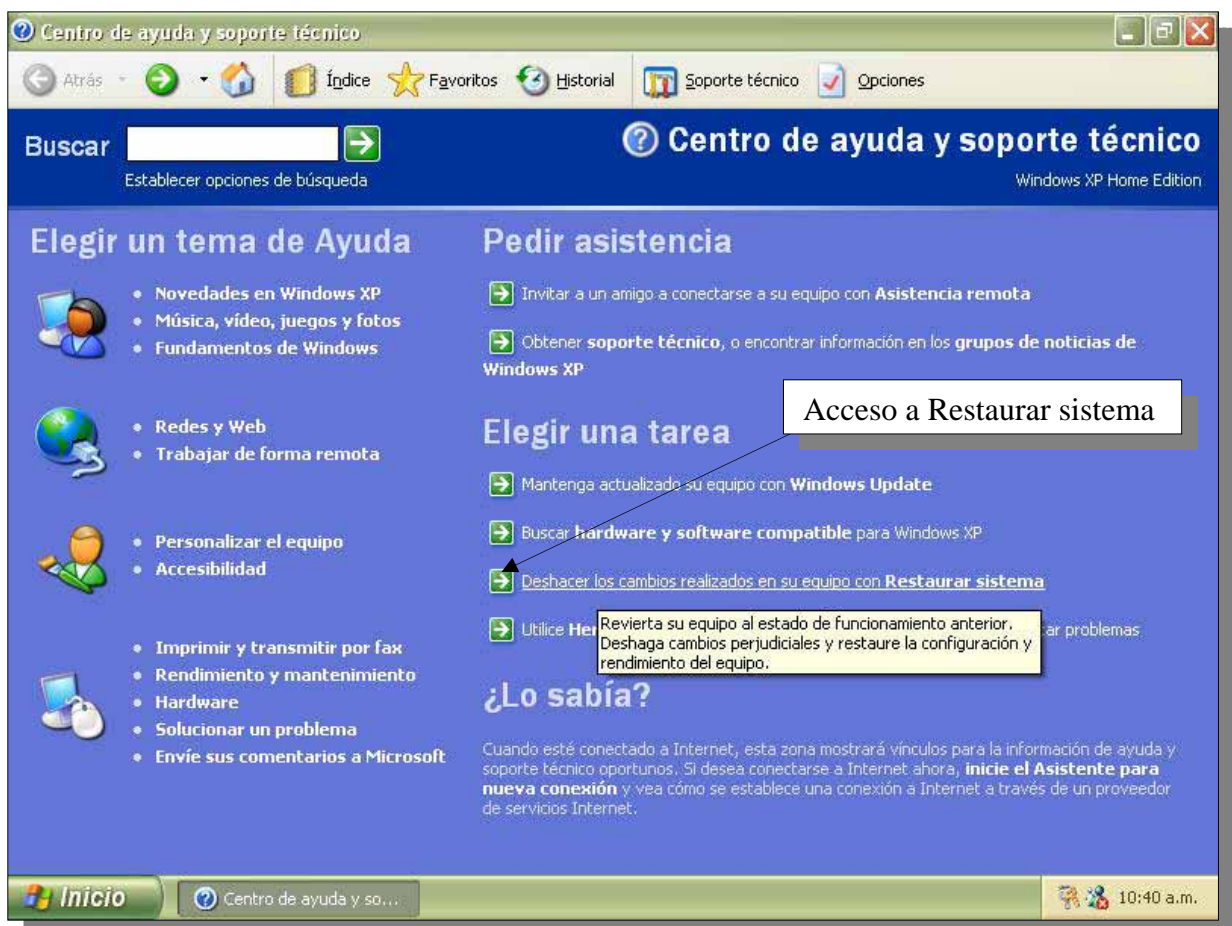 Centro de ayuda y soporte técnico
Atrás
Índice
Favoritos
Historial
Soporte técnico
Opciones
Buscar
Establecer opciones de búsqueda
Centro de ayuda y soporte técnico
Windows XP Home Edition
Elegir un tema de Ayuda
Novedades en Windows XP
Música, vídeo, juegos y fotos
Fundamentos de Windows
Redes y Web
Trabajar de forma remota
Personalizar el equipo
Accesibilidad
Imprimir y transmitir por fax
Rendimiento y mantenimiento
Hardware
Solucionar un problema
Envíe sus comentarios a Microsoft
Pedir asistencia
Invitar a un amigo a conectarse a su equipo con Asistencia remota
Obtener soporte técnico, o encontrar información en los grupos de noticias de
Windows XP
Acceso a Restaurar sistema
Elegir una tarea
Mantenga actualizado su equipo con Windows Update
Buscar hardware y software compatible para Windows XP
Deshacer los cambios realizados en su equipo con Restaurar sistema
Utilice Her ar problemas
Revierta su equipo al estado de funcionamiento anterior.
Deshaga cambios perjudiciales y restaure la configuración y
rendimiento del equipo.
¿Lo sabía?
Cuando esté conectado a Internet, esta zona mostrará vínculos para la información de ayuda y
soporte técnico oportunos. Si desea conectarse a Internet ahora, inicie el Asistente para
nueva conexión y vea cómo se establece una conexión a Internet a través de un proveedor
de servicios Internet.
Inicio
Centro de ayuda y so...
10:40 a.m.